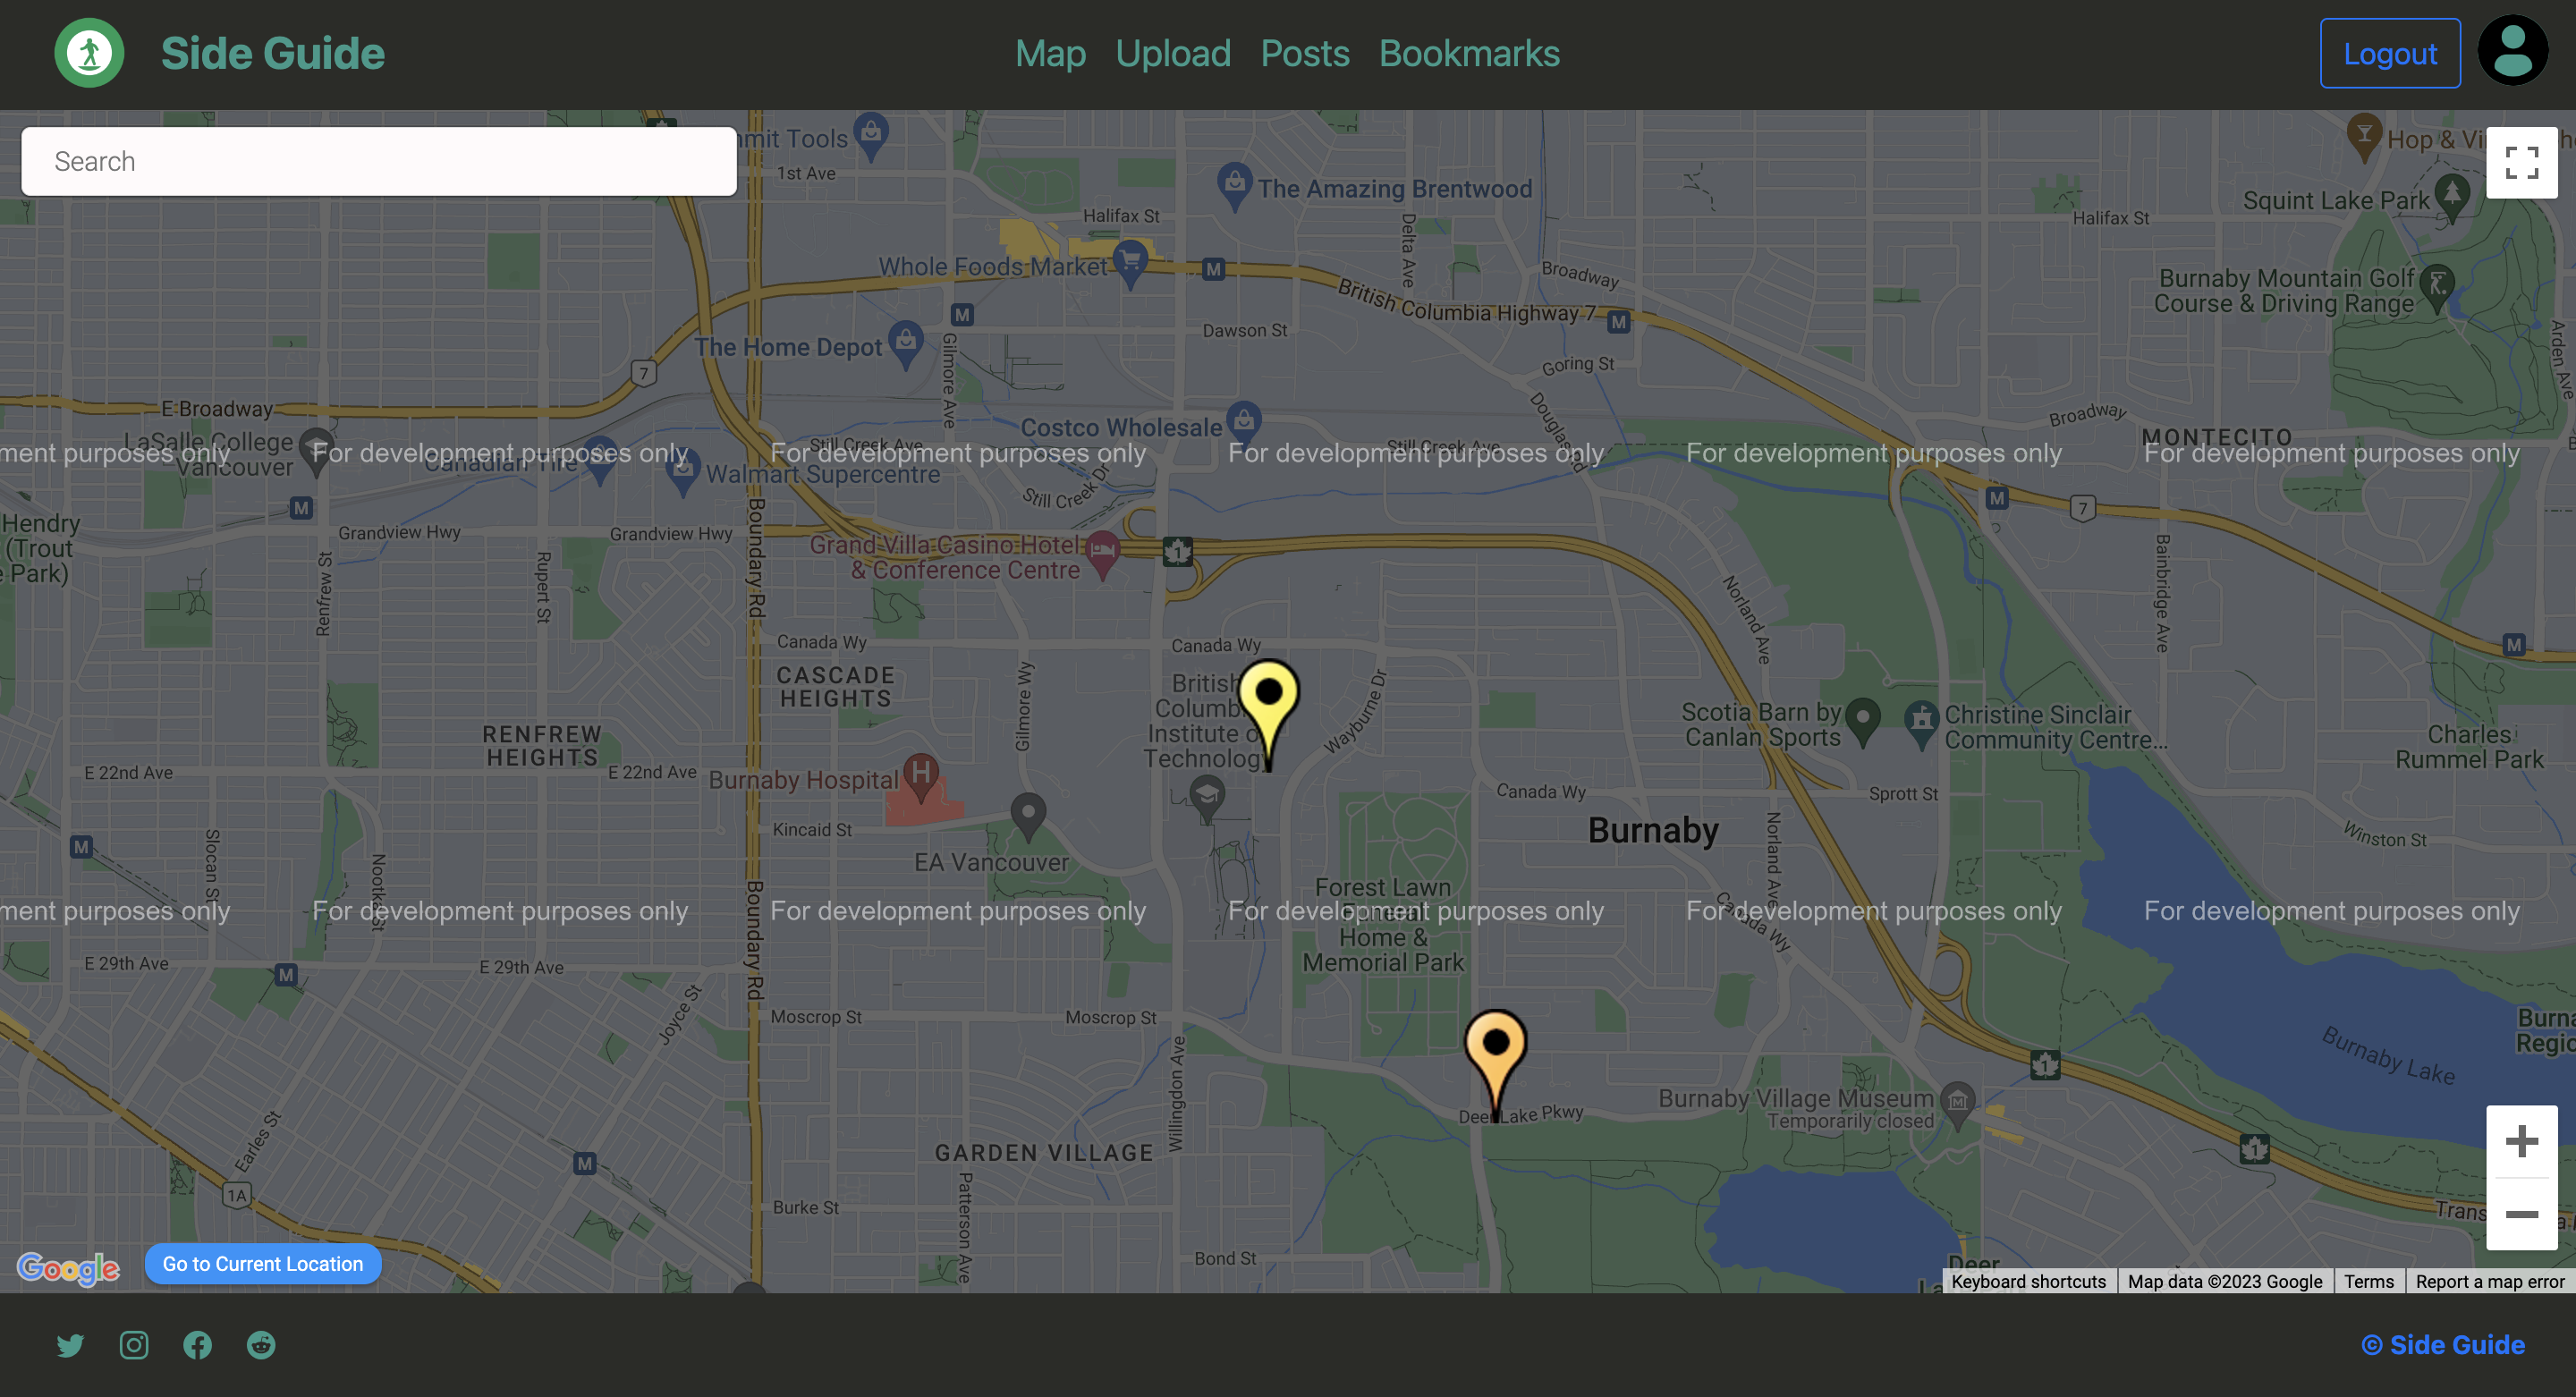 Side Guide
Map Upload Posts Bookmarks
Logout
Search
mmit Tools
1st Ave
The Amazing Brentwood
Halifax St
Delta Ave
Hop & Vi
Squint Lake Park
Halifax St
Whole Foods Market
M
Broadway
Burnaby Mountain Golf
Course & Driving Range
British Columbia Highway 7
M
M
Dawson St
The Home Depot
Gilmore Ave
Goring St
Arden Ave
7
E Broadway
Douglas Rd
Broadway
Costco Wholesale
MONTECITO
LaSalle College
Vancouver
Canadian Tire
Still Creek Ave
Still Creek Ave
ment purposes only
For development purposes only
For development purposes only
For development purposes only
For development purposes only
For development purposes only
Walmart Supercentre
Still Creek Dr
M
M
7
Hendry
(Trout
e Park)
Grandview Hwy
Grandview Hwy
Boundary Rd
Grand Villa Casino Hotel
& Conference Centre
1
Renfrew St
Rupert St
Norland Ave
Bainbridge Ave
Canada Wy
Canada Wy
M
CASCADE
HEIGHTS
Gilmore Wy
British
Columb
Institute o
Technology
Wayburne Dr
Scotia Barn by
Canlan Sports
Christine Sinclair
Community Centre...
RENFREW
HEIGHTS
Charles
Rummel Park
E 22nd Ave
E 22nd Ave
Burnaby Hospital
H
Canada Wy
Sprott St
Kincaid St
Burnaby
Winston St
M
Slocan St
Nootka St
EA Vancouver
Norland Ave
Forest Lawn
Funeral
Home &
Memorial Park
Canada Wy
ment purposes only
For development purposes only
For development purposes only
For development purposes only
For development purposes only
For development purposes only
Boundary Rd
E 29th Ave
M
E 29th Ave
Joyce St
Moscrop St
Moscrop St
Burna
Regio
Burnaby Lake
1
Willingdon Ave
Deer Lake Pkwy
Burnaby Village Museum
Temporarily closed
Earles St
GARDEN VILLAGE
M
1
1A
Patterson Ave
Burke St
Trans
Bond St
Deer
La
Google
Go to Current Location
Keyboard shortcuts
Map data ©2023 Google
Terms
Report a map error
© Side Guide